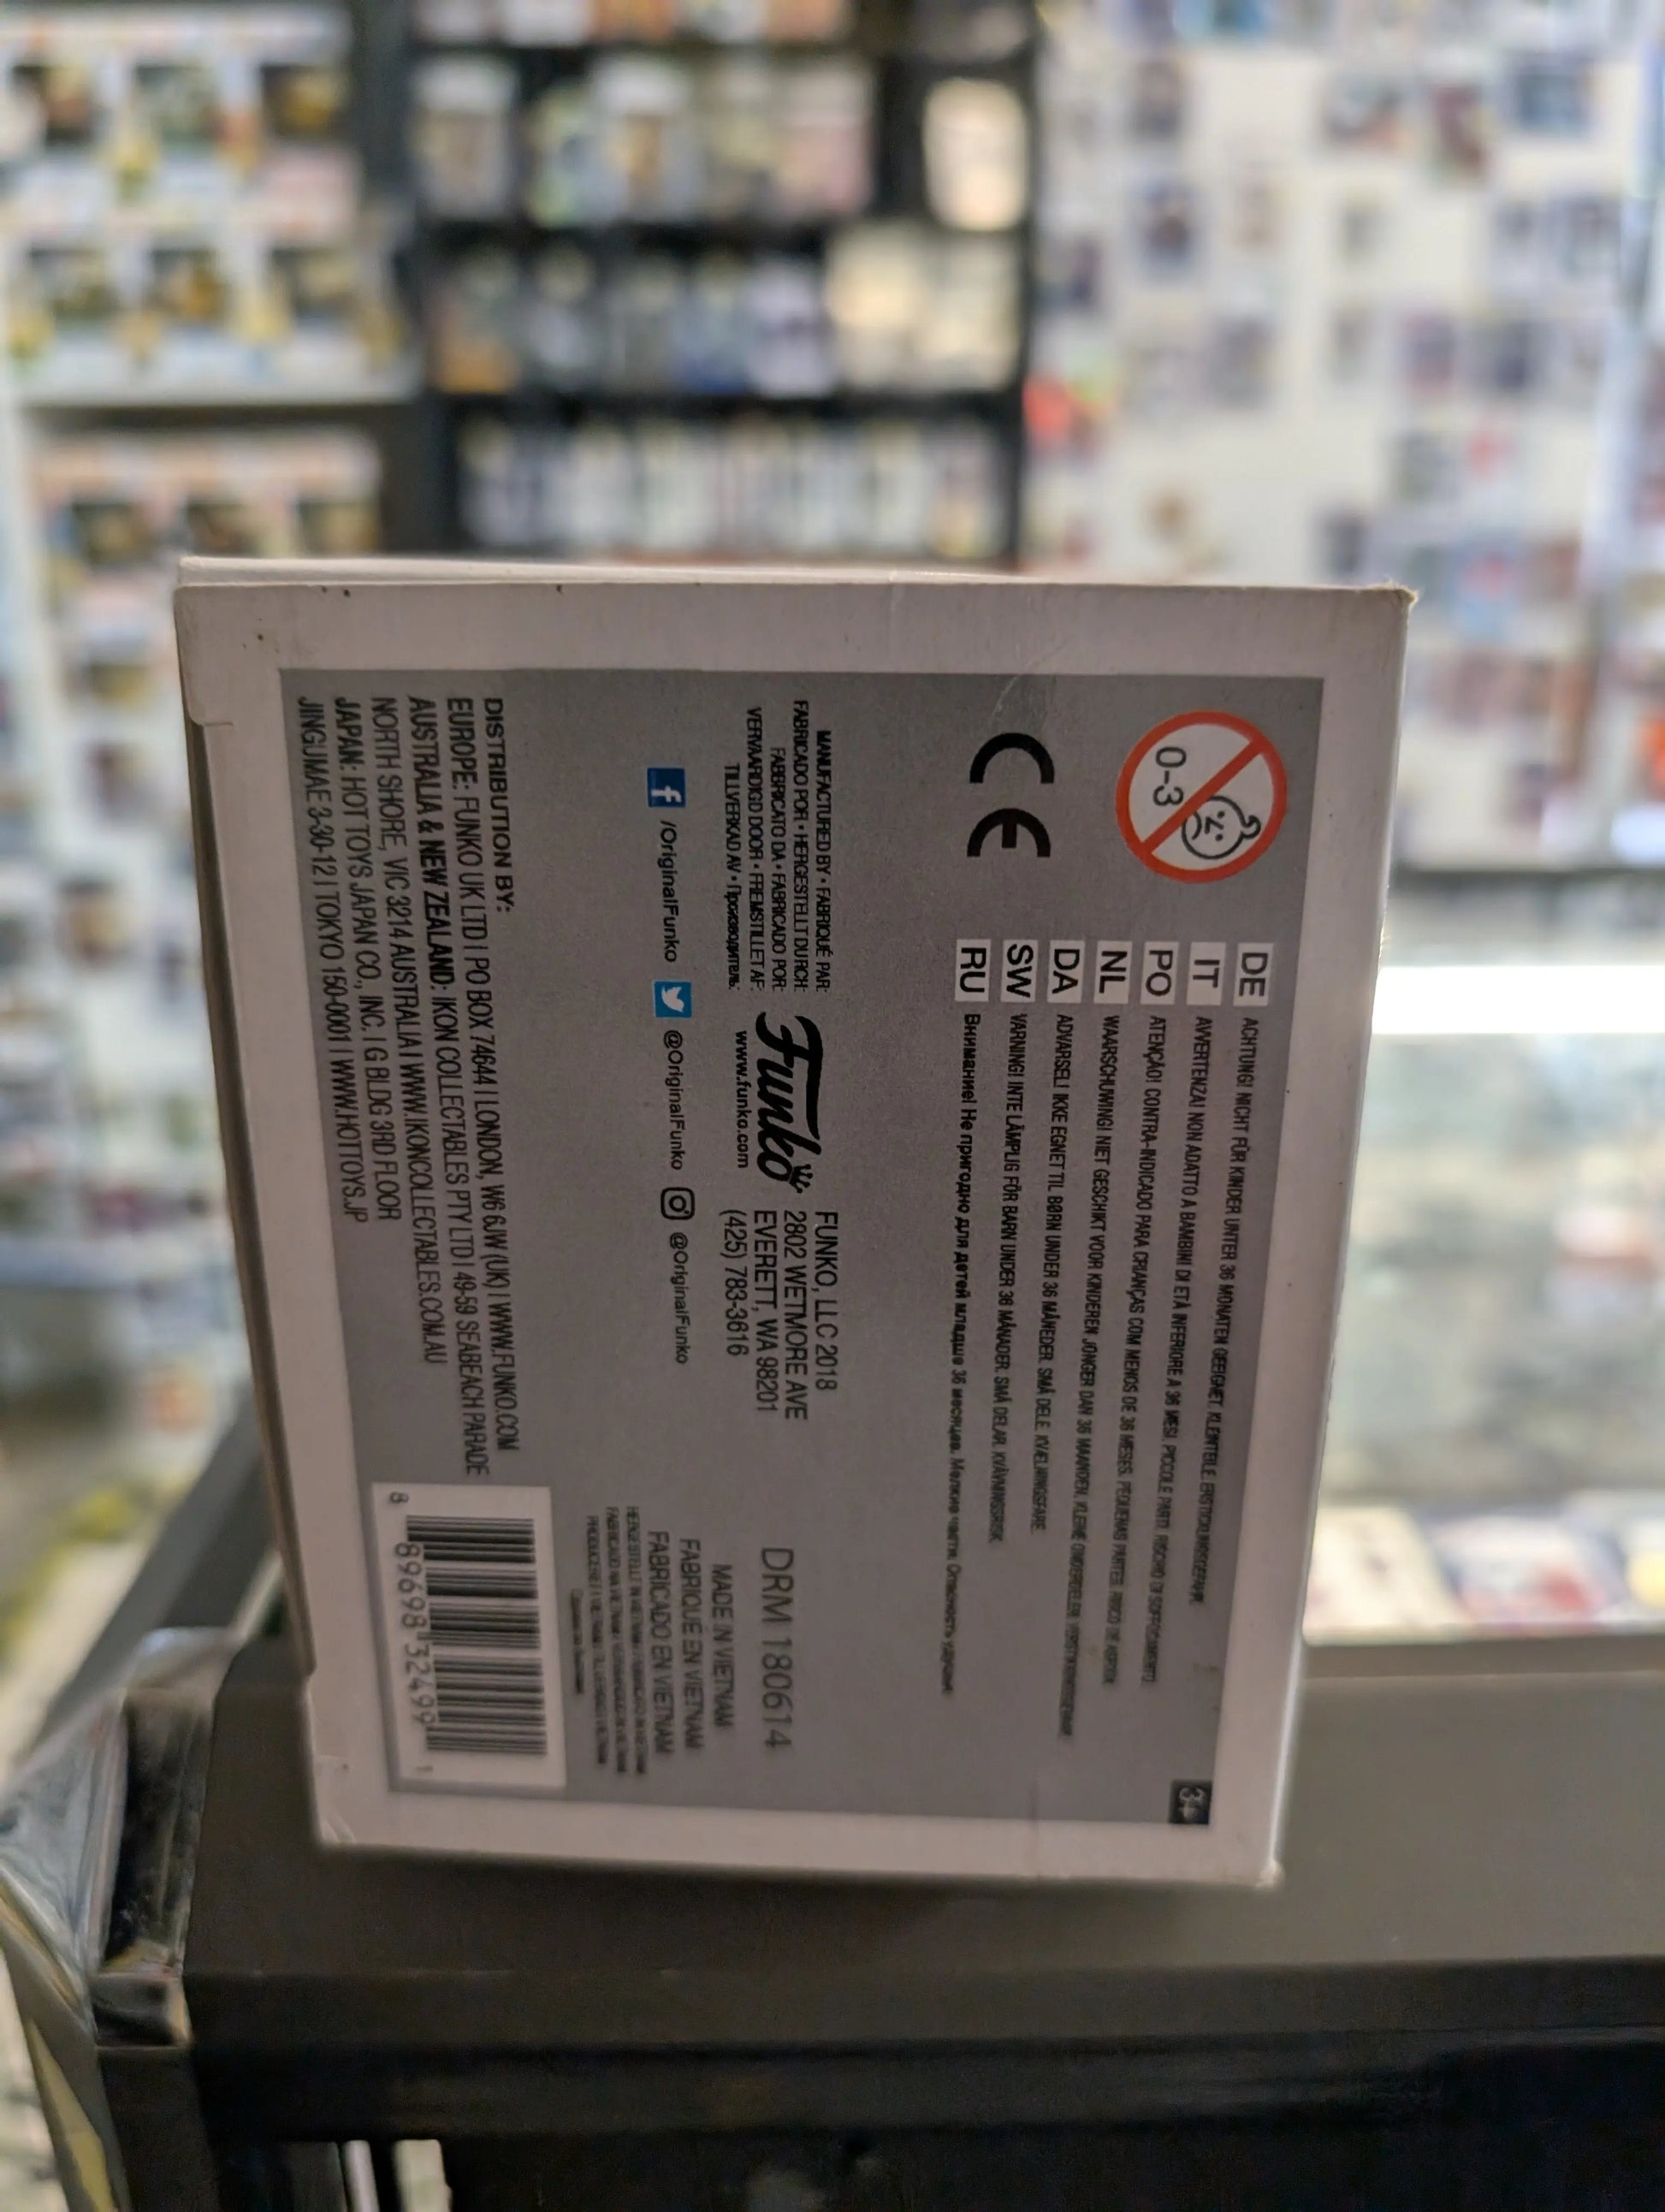 0-3
CE
DE ACHTUNG! NICHT FÜR KINDER UNTER 36 MONATEN GEEIGNET. KLEINTEILE. ERSTICKUNGSGEFAHR.
IT AVVERTENZA! NON ADATTO A BAMBINI DI ETÀ INFERIORE A 36 MESI. PICCOLE PARTI. RISCHIO DI SOFFOCAMENTO.
PO ATENÇÃO! CONTRA-INDICADO PARA CRIANÇAS COM MENOS DE 36 MESES. PEQUENAS PARTES. RISCO DE ASFIXIA.
NL WAARSCHUWING! NIET GESCHIKT VOOR KINDEREN JONGER DAN 36 MAANDEN. KLEINE ONDERDELEN. VERSTIKKINGSGEVAAR.
DA ADVARSEL! IKKE EGNET TIL BØRN UNDER 36 MÅNEDER. SMÅ DELE. KVÆLNINGSFARE.
SW VARNING! INTE LÄMPLIG FÖR BARN UNDER 36 MÅNADER. SMÅ DELAR. KVÄVNINGSRISK.
RU Внимание! Не пригодно для детей младше 36 месяцев. Мелкие части. Опасность удушья.
3+
MANUFACTURED BY • FABRIQUÉ PAR:
FABRICADO POR • HERGESTELLT DURCH:
FABBRICATO DA • FABRICADO POR:
VERVAARDIGD DOOR • FREMSTILLET AF:
TILLVERKAD AV • Производитель:
Funko
www.funko.com
FUNKO, LLC 2018
2802 WETMORE AVE
EVERETT, WA 98201
(425) 783-3616
DRM 180614
MADE IN VIETNAM
FABRIQUÉ EN VIETNAM
FABRICADO EN VIETNAM
f /OriginalFunko @OriginalFunko @OriginalFunko
DISTRIBUTION BY:
EUROPE: FUNKO UK LTD | PO BOX 74644 | LONDON, W6 6JW (UK) | WWW.FUNKO.COM
AUSTRALIA & NEW ZEALAND: IKON COLLECTABLES PTY LTD | 49-59 SEABEACH PARADE
NORTH SHORE, VIC 3214 AUSTRALIA | WWW.IKONCOLLECTABLES.COM.AU
JAPAN: HOT TOYS JAPAN CO., INC. | G BLDG 3RD FLOOR
JINGUMAE 3-30-12 | TOKYO 150-0001 | WWW.HOTTOYS.JP
8 89698 32499 1